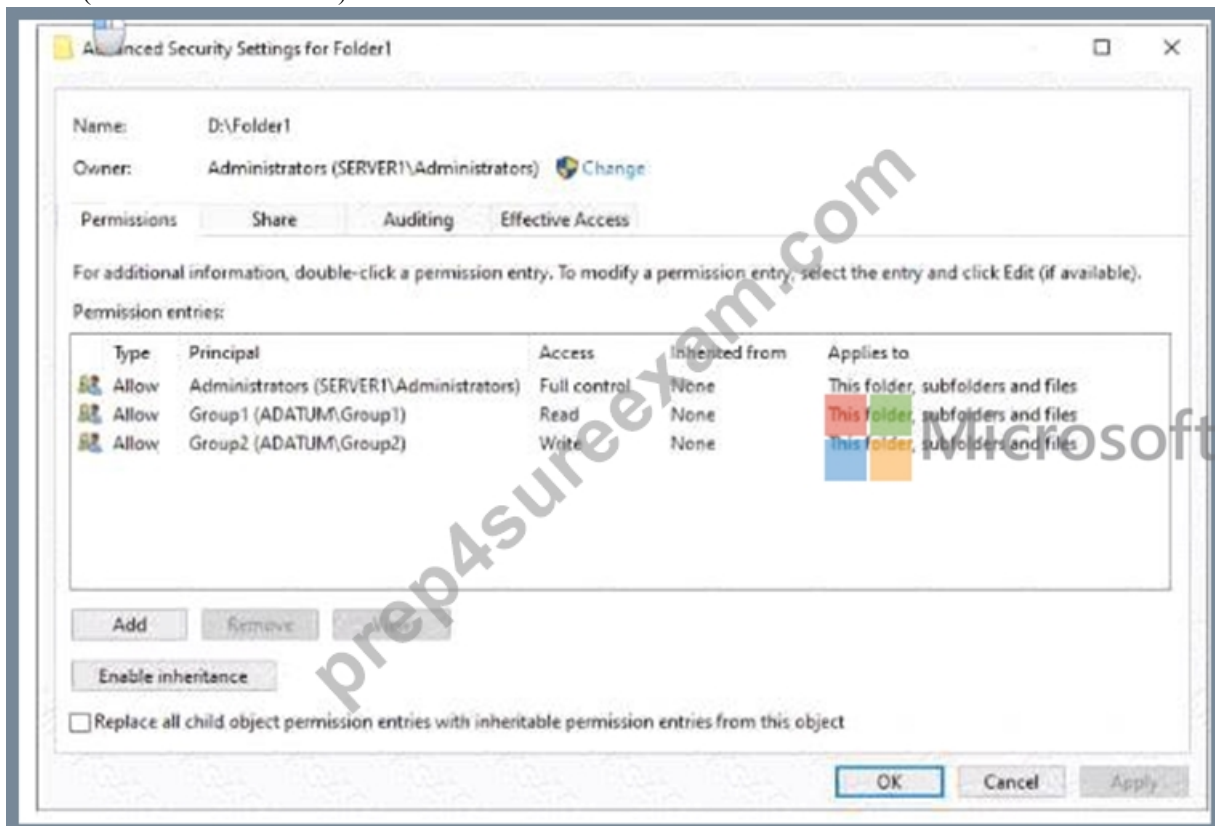 Advanced Security Settings for Folder1
Name: D:\Folder1
Owner: Administrators (SERVER1\Administrators) Change
Permissions Share Auditing Effective Access
For additional information, double-click a permission entry. To modify a permission entry, select the entry and click Edit (if available).
Permission entries:
Type Principal Access Inherited from Applies to
Allow Administrators (SERVER1\Administrators) Full control None This folder, subfolders and files
Allow Group1 (ADATUM\Group1) Read None This folder, subfolders and files
Allow Group2 (ADATUM\Group2) Write None This folder, subfolders and files
Microsoft
prep4sureexam.com
Add Remove
Enable inheritance
Replace all child object permission entries with inheritable permission entries from this object
OK Cancel Apply